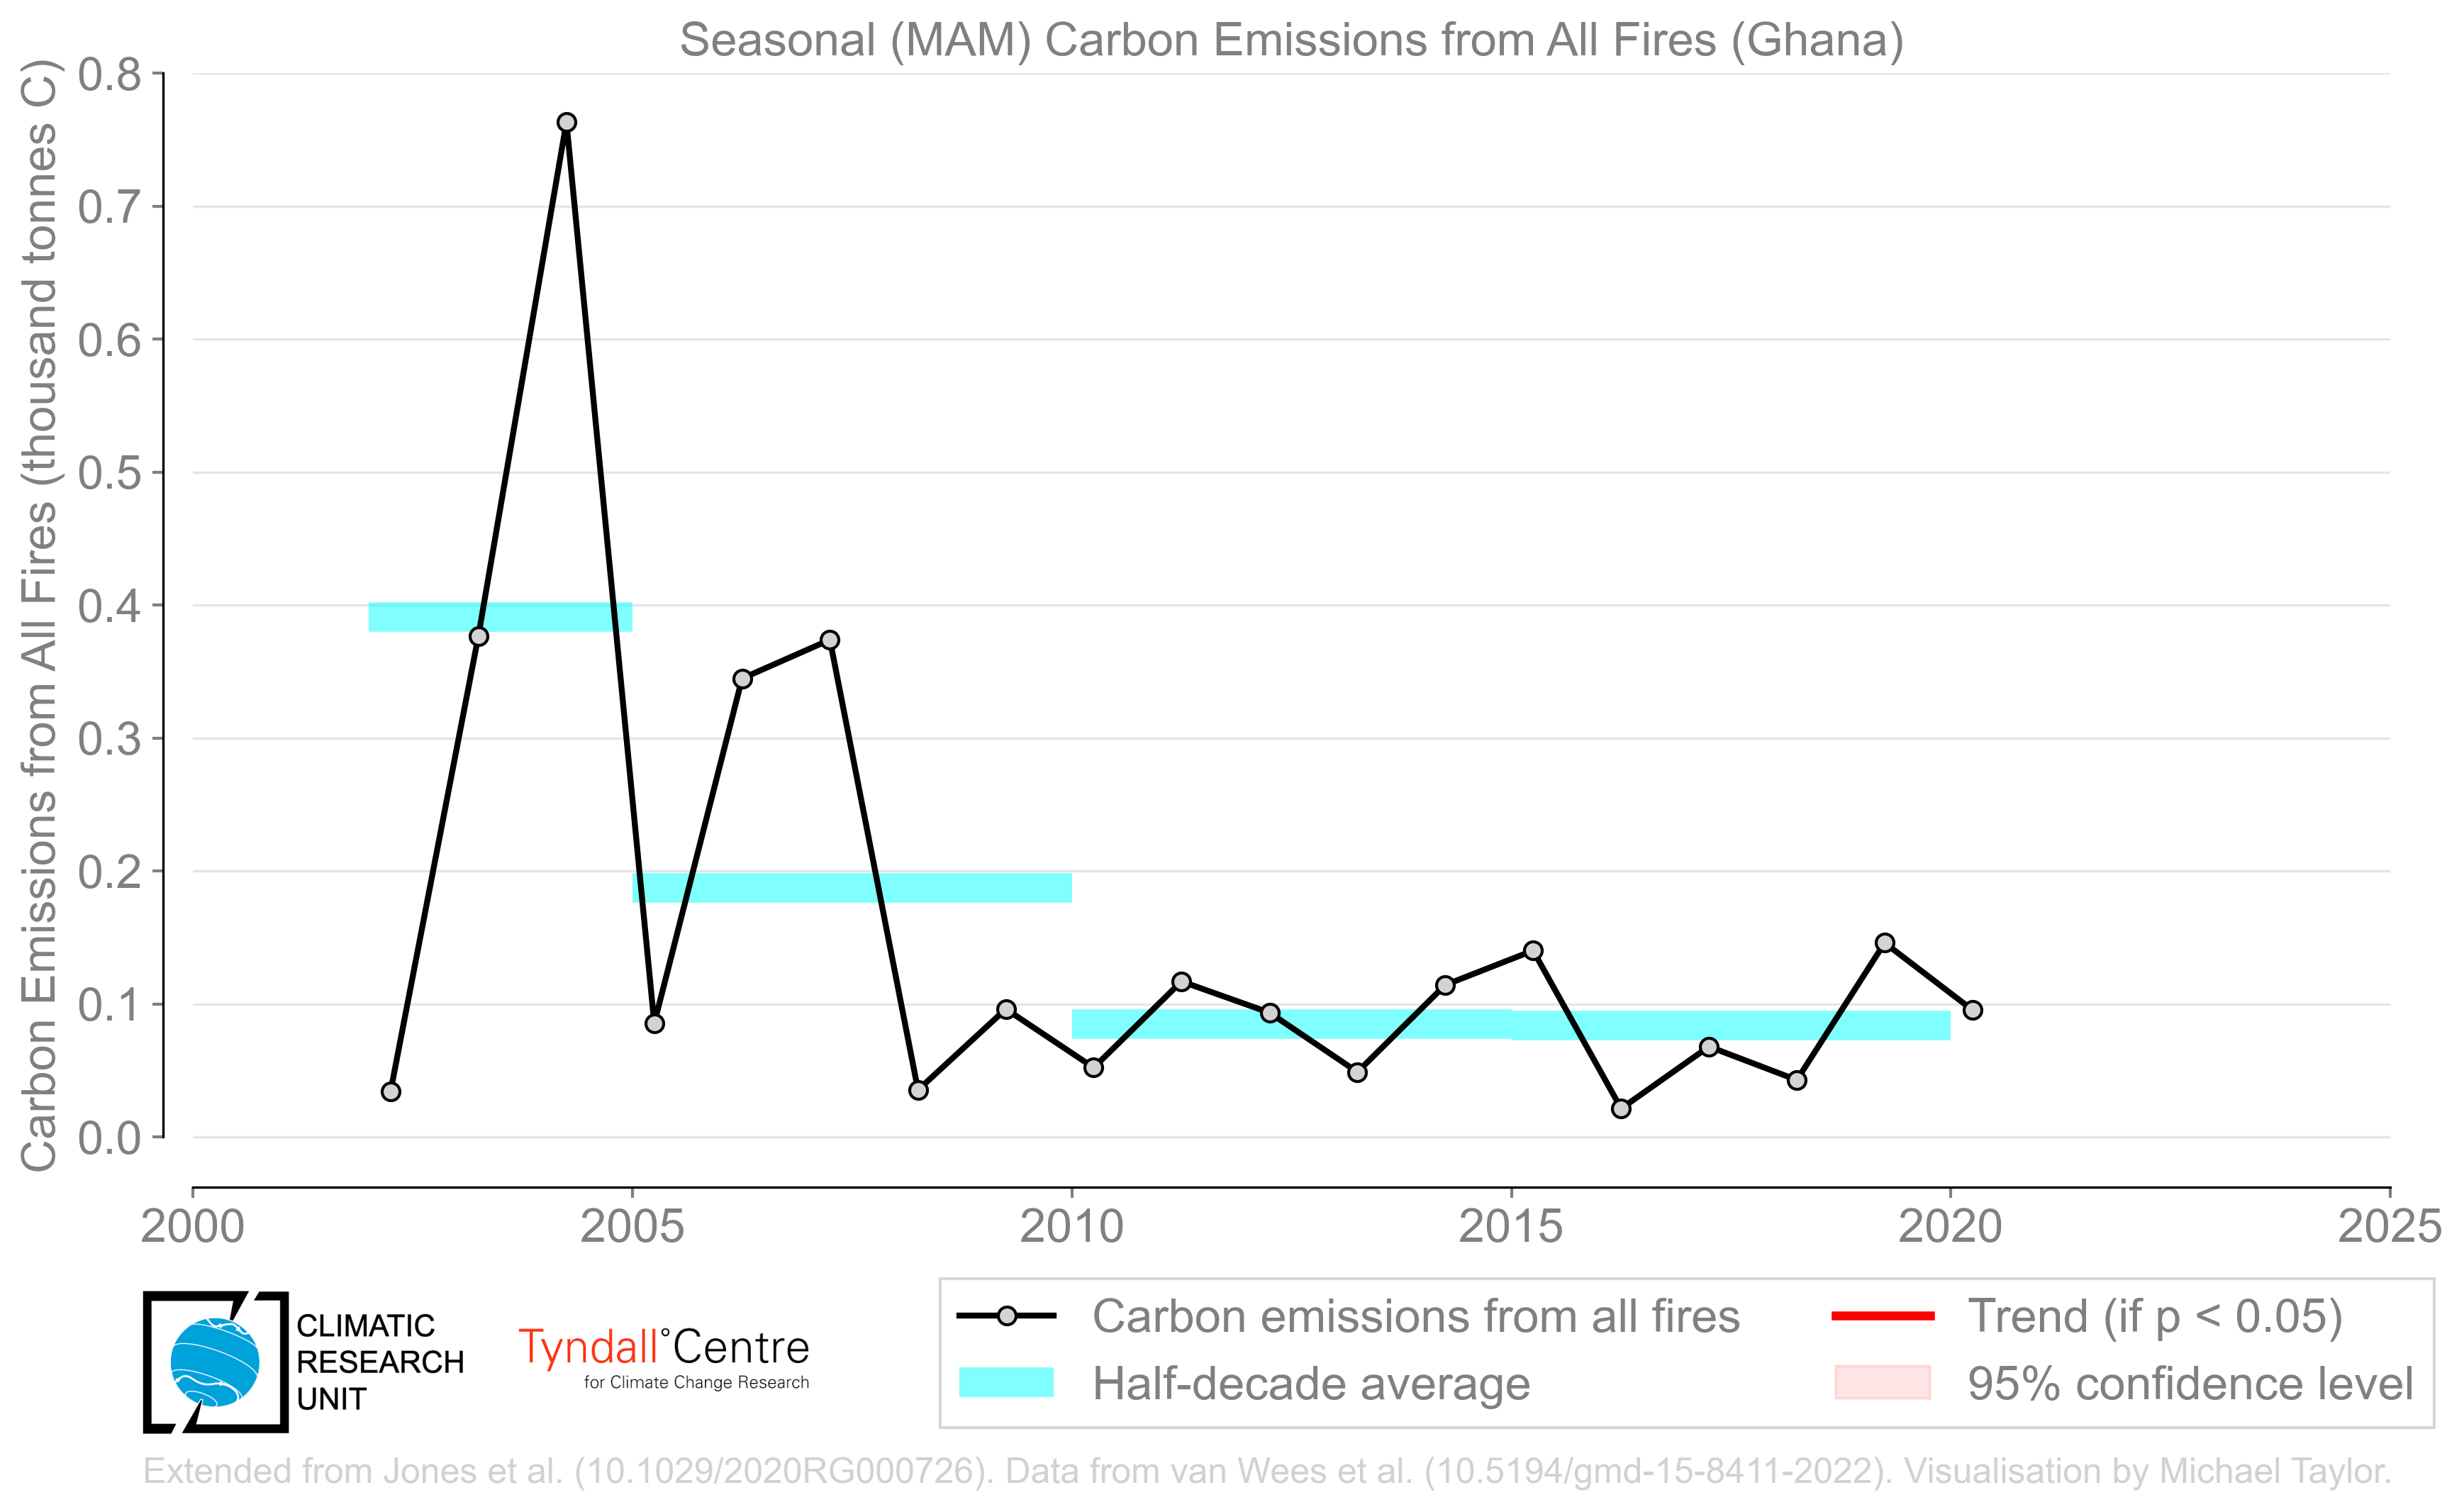 Seasonal (MAM) Carbon Emissions from All Fires (Ghana)
Carbon Emissions from All Fires (thousand tonnes C)
0.8
0.7
0.6
0.5
0.4
0.3
0.2
0.1
0.0
2000 2005 2010 2015 2020 2025
CLIMATIC
RESEARCH
UNIT
Tyndall°Centre
for Climate Change Research
Carbon emissions from all fires
Half-decade average
Trend (if p < 0.05)
95% confidence level
Extended from Jones et al. (10.1029/2020RG000726). Data from van Wees et al. (10.5194/gmd-15-8411-2022). Visualisation by Michael Taylor.